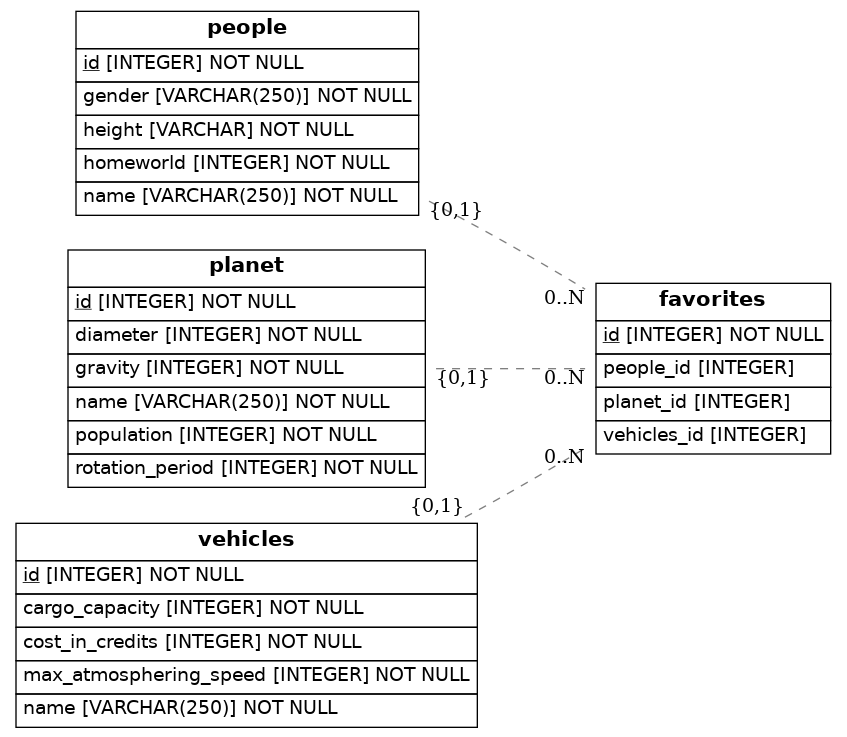 people
id [INTEGER] NOT NULL
gender [VARCHAR(250)] NOT NULL
height [VARCHAR] NOT NULL
homeworld [INTEGER] NOT NULL
name [VARCHAR(250)] NOT NULL
{0,1}
0..N
planet
id [INTEGER] NOT NULL
diameter [INTEGER] NOT NULL
gravity [INTEGER] NOT NULL
name [VARCHAR(250)] NOT NULL
population [INTEGER] NOT NULL
rotation_period [INTEGER] NOT NULL
{0,1}
0..N
favorites
id [INTEGER] NOT NULL
people_id [INTEGER]
planet_id [INTEGER]
vehicles_id [INTEGER]
0..N
{0,1}
vehicles
id [INTEGER] NOT NULL
cargo_capacity [INTEGER] NOT NULL
cost_in_credits [INTEGER] NOT NULL
max_atmosphering_speed [INTEGER] NOT NULL
name [VARCHAR(250)] NOT NULL